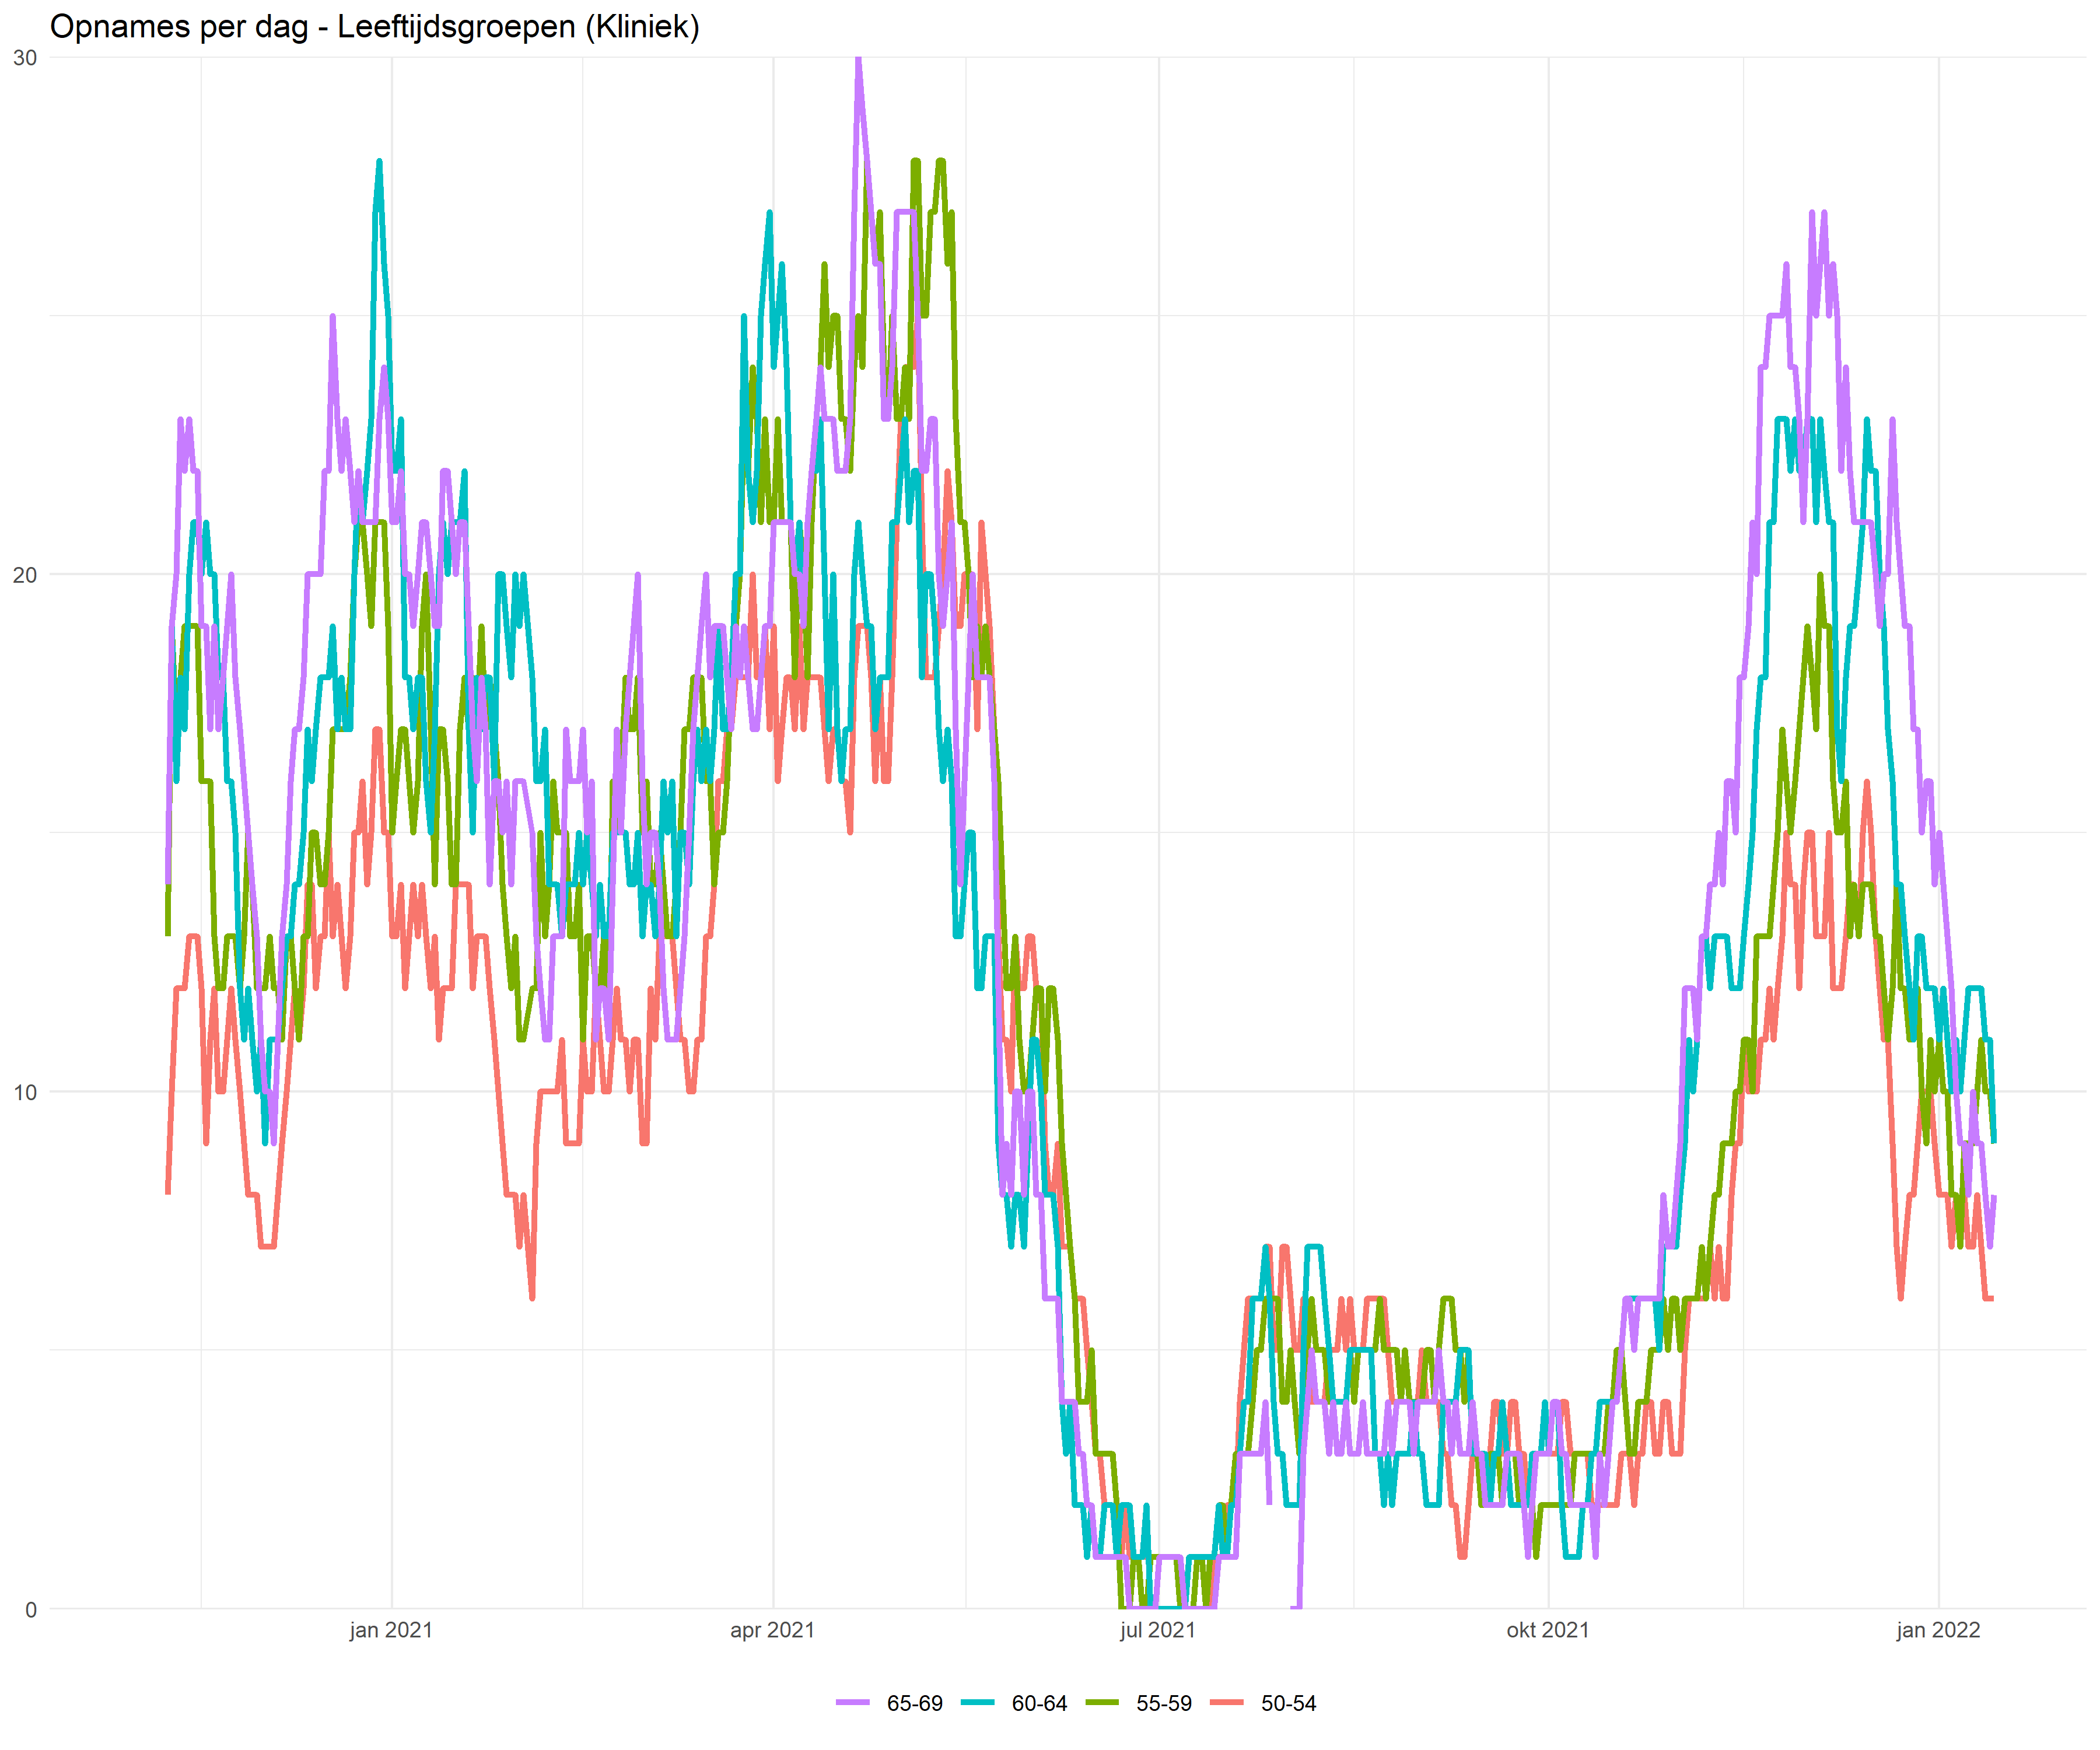 Opnames per dag - Leeftijdsgroepen (Kliniek)
30
20
10
0
jan 2021 apr 2021 jul 2021 okt 2021 jan 2022
65-69 60-64 55-59 50-54